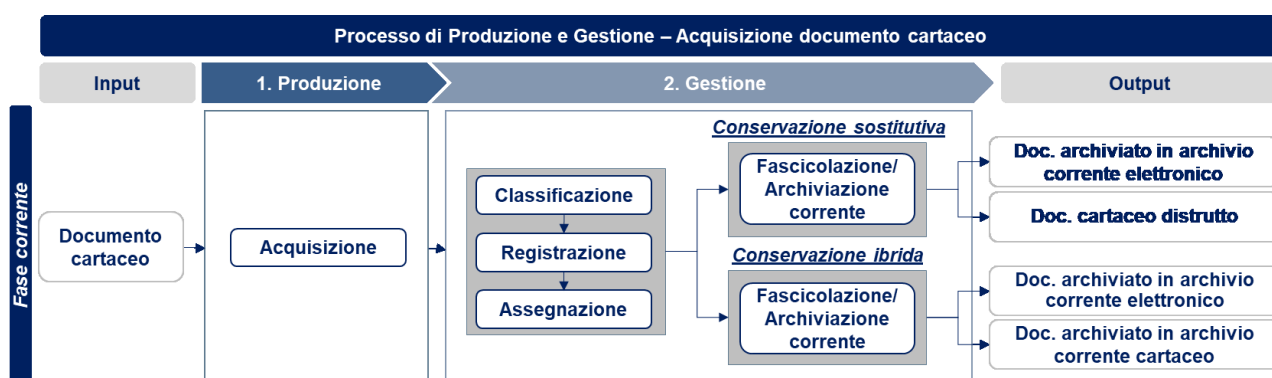 Processo di Produzione e Gestione – Acquisizione documento cartaceo
Input
1. Produzione
2. Gestione
Output
Fase corrente
Documento
cartaceo
Acquisizione
Classificazione
Registrazione
Assegnazione
Conservazione sostitutiva
Fascicolazione/
Archiviazione
corrente
Conservazione ibrida
Fascicolazione/
Archiviazione
corrente
Doc. archiviato in archivio
corrente elettronico
Doc. cartaceo distrutto
Doc. archiviato in archivio
corrente elettronico
Doc. archiviato in archivio
corrente cartaceo